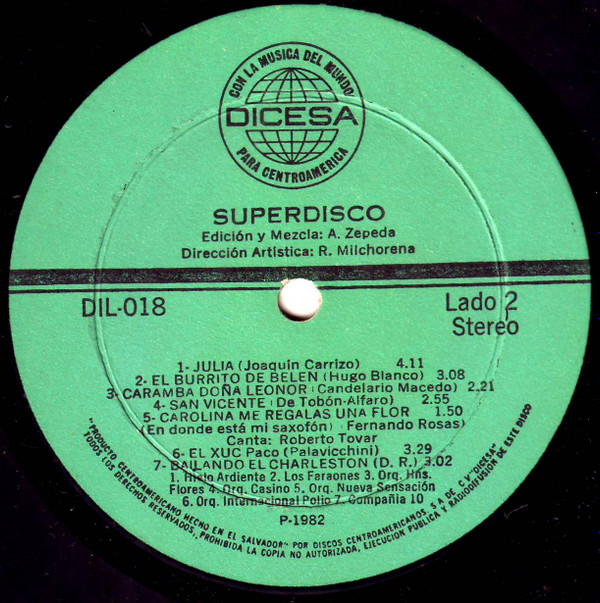 CON LA MUSICA DEL MUNDO
DICESA
PARA CENTROAMERICA
SUPERDISCO
Edición y Mezcla: A. Zepeda
Dirección Artistica: R. Milchorena
DIL-018
Lado 2
Stereo
1- JULIA (Joaquín Carrizo) 4.11
2- EL BURRITO DE BELEN (Hugo Blanco) 3.08
3- CARAMBA DOÑA LEONOR (Candelario Macedo) 2.21
4- SAN VICENTE (De Tobón-Alfaro) 2.55
5- CAROLINA ME REGALAS UNA FLOR 1.50
(En donde está mi saxofón) (Fernando Rosas)
Canta: Roberto Tovar
6- EL XUC Paco (Palavicchini) 3.29
7- BAILANDO EL CHARLESTON (D. R.) 3.02
1. Hielo Ardiente 2. Los Faraones 3. Orq. Hns.
Flores 4. Orq. Casino 5. Orq. Nueva Sensación
6. Orq. Internacional Polio 7. Compañia 10
P-1982
"PRODUCTO CENTROAMERICANO HECHO EN EL SALVADOR" POR DISCOS CENTROAMERICANOS, S A DE C V "DICESA"
TODOS LOS DERECHOS RESERVADOS, PROHIBIDA LA COPIA NO AUTORIZADA, EJECUCION PUBLICA Y RADIODIFUSION DE ESTE DISCO